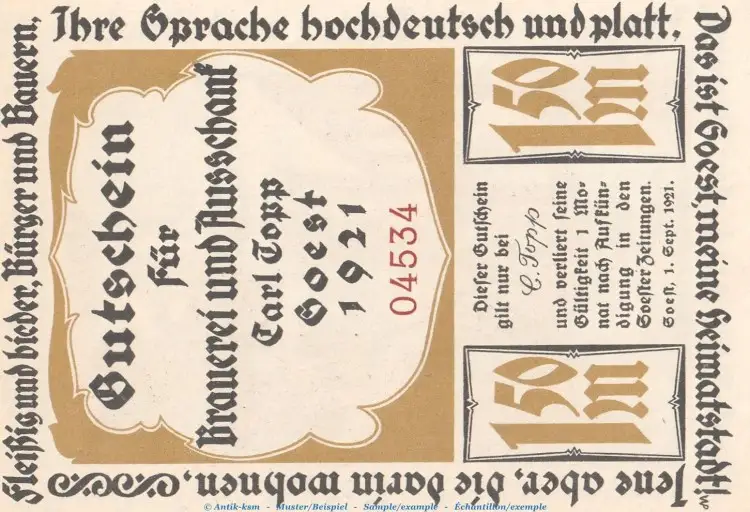 Das ist Soest, meine Heimatstadt!
Jene aber, die darin wohnen,
Fleißig und bieder, Bürger und Bauern,
Ihre Sprache hochdeutsch und platt.
Gutschein
für
Brauerei und Ausschank
Carl Topp
Soest
1921
04534
1 50
m
Dieser Gutschein
gilt nur bei
C. Topp
und verliert seine
Gültigkeit 1 Mo-
nat nach Aufkün-
digung in den
Soester Zeitungen.
Soest, 1. Sept. 1921.
1 50
m
© Antik-ksm - Muster/Beispiel - Sample/example - Échantillon/exemple